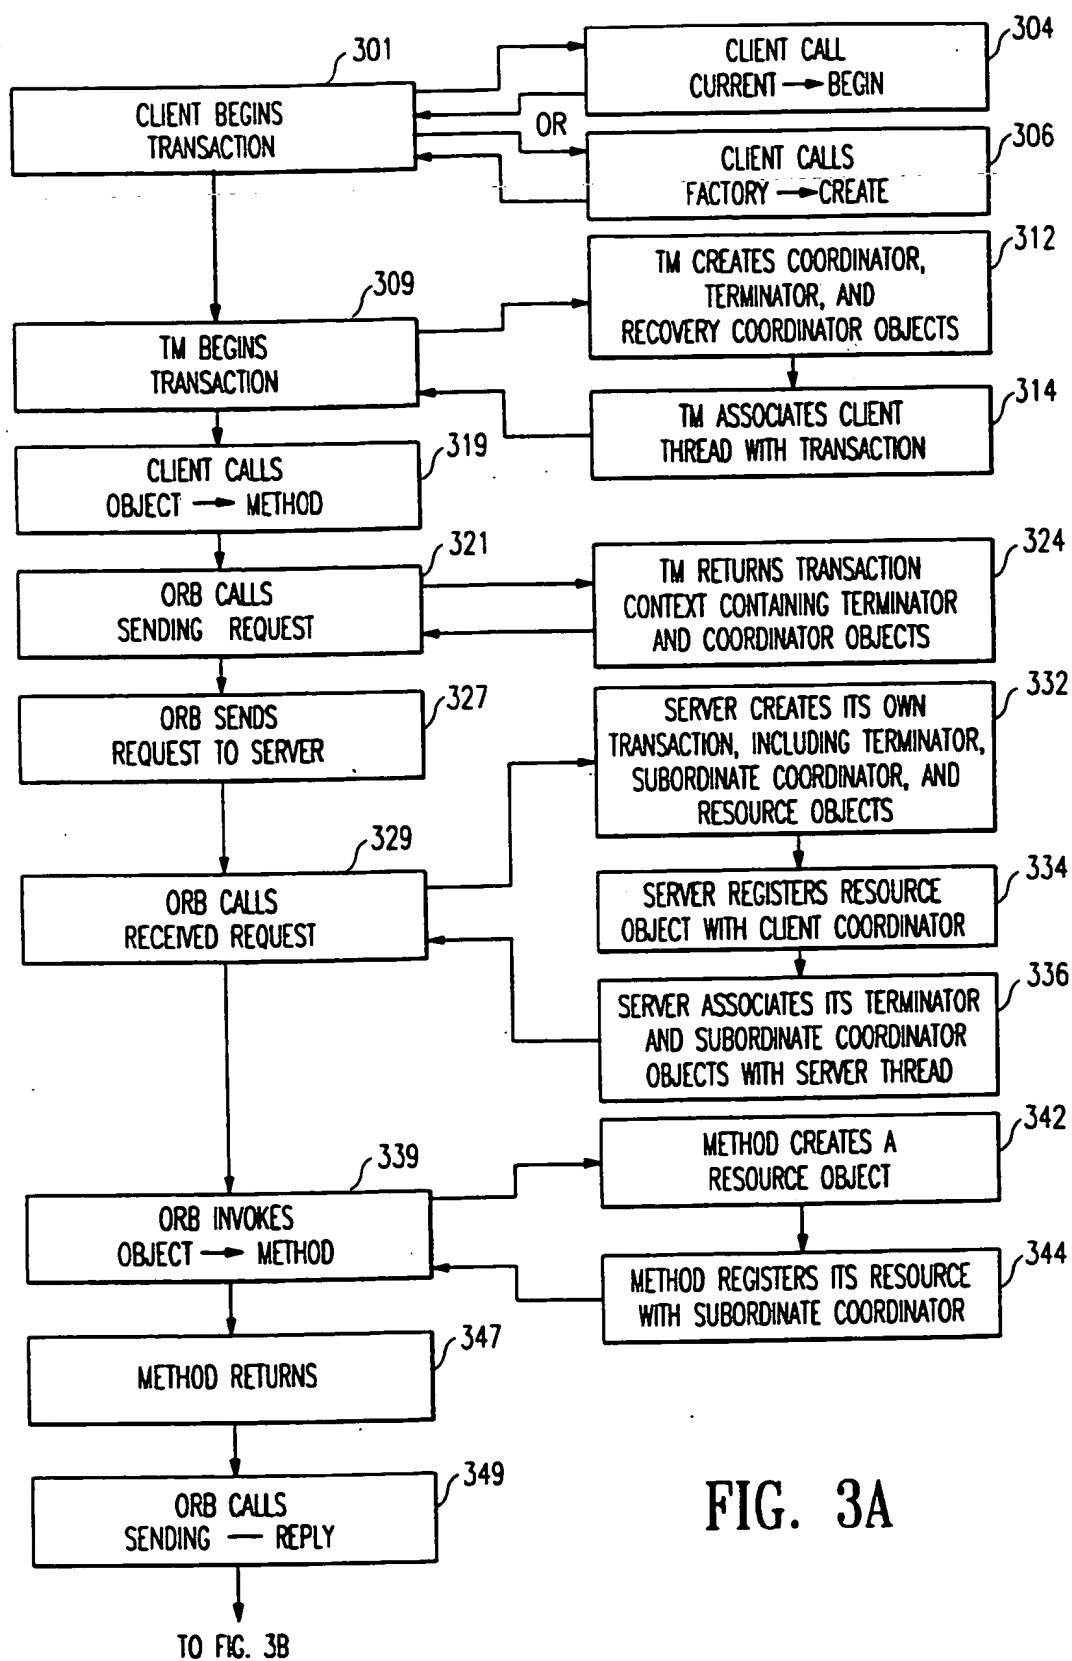 301
CLIENT BEGINS
TRANSACTION
304
CLIENT CALL
CURRENT → BEGIN
OR
306
CLIENT CALLS
FACTORY → CREATE
309
TM BEGINS
TRANSACTION
312
TM CREATES COORDINATOR,
TERMINATOR, AND
RECOVERY COORDINATOR OBJECTS
314
TM ASSOCIATES CLIENT
THREAD WITH TRANSACTION
319
CLIENT CALLS
OBJECT → METHOD
321
ORB CALLS
SENDING REQUEST
324
TM RETURNS TRANSACTION
CONTEXT CONTAINING TERMINATOR
AND COORDINATOR OBJECTS
327
ORB SENDS
REQUEST TO SERVER
329
ORB CALLS
RECEIVED REQUEST
332
SERVER CREATES ITS OWN
TRANSACTION, INCLUDING TERMINATOR,
SUBORDINATE COORDINATOR, AND
RESOURCE OBJECTS
334
SERVER REGISTERS RESOURCE
OBJECT WITH CLIENT COORDINATOR
336
SERVER ASSOCIATES ITS TERMINATOR
AND SUBORDINATE COORDINATOR
OBJECTS WITH SERVER THREAD
339
ORB INVOKES
OBJECT → METHOD
342
METHOD CREATES A
RESOURCE OBJECT
344
METHOD REGISTERS ITS RESOURCE
WITH SUBORDINATE COORDINATOR
347
METHOD RETURNS
349
ORB CALLS
SENDING — REPLY
TO FIG. 3B
FIG. 3A